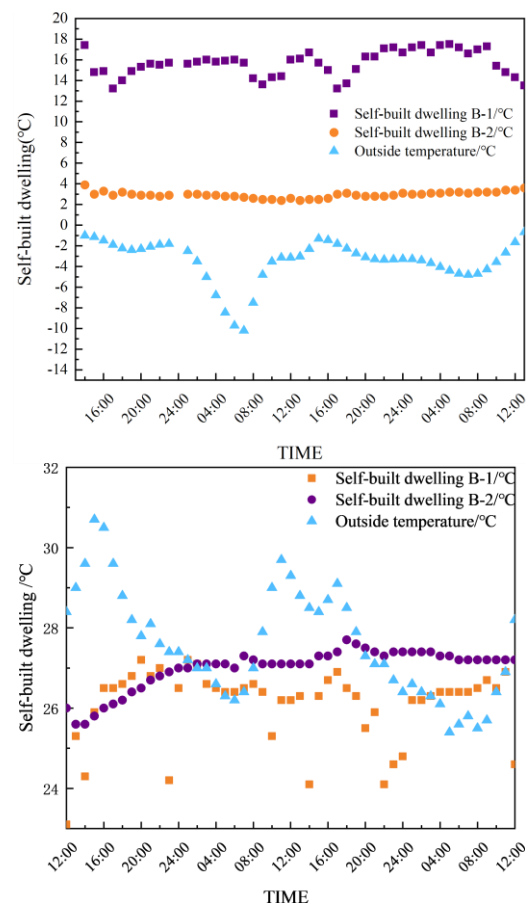 20
18
16
14
12
10
8
6
4
2
0
-2
-4
-6
-8
-10
-12
-14
Self-built dwelling(℃)
Self-built dwelling B-1/℃
Self-built dwelling B-2/℃
Outside temperature/℃
16:00 20:00 24:00 04:00 08:00 12:00 16:00 20:00 24:00 04:00 08:00 12:00
TIME
32
30
28
26
24
Self-built dwelling /℃
Self-built dwelling B-1/℃
Self-built dwelling B-2/℃
Outside temperature/℃
12:00 16:00 20:00 24:00 04:00 08:00 12:00 16:00 20:00 24:00 04:00 08:00 12:00
TIME